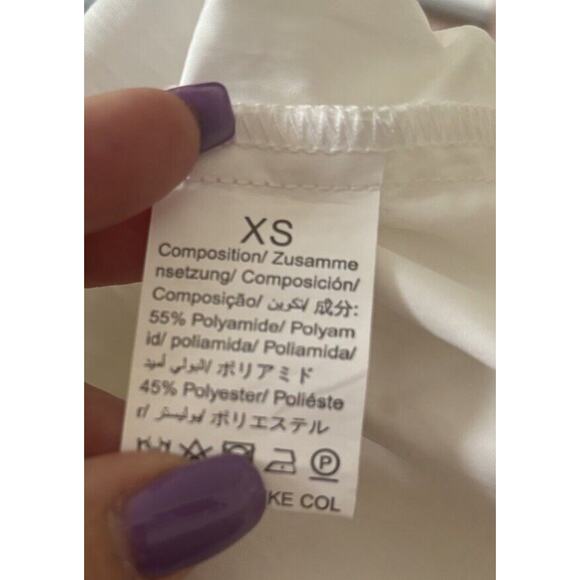 XS
Composition/ Zusamme
nsetzung/ Composición/
Composição/ تكوين/ 成分:
55% Polyamide/ Polyam
id/ poliamida/ Poliamida/
البولي أميد/ ポリアミド
45% Polyester/ Poliéste
r/ بوليستر/ ポリエステル
P
KE COL